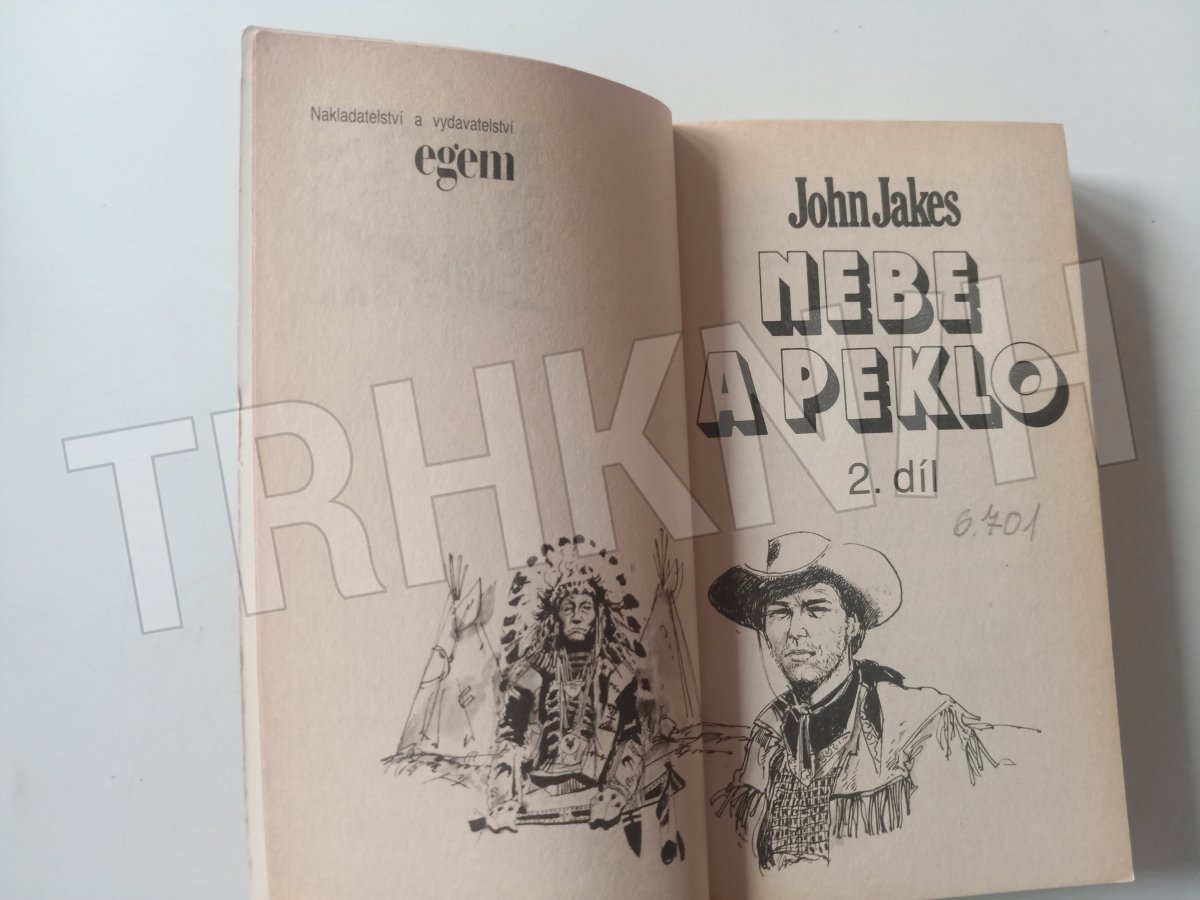 Nakladatelství a vydavatelství
egem
John Jakes
NEBE
A PEKLO
2. díl
6.701
TRHKNIH